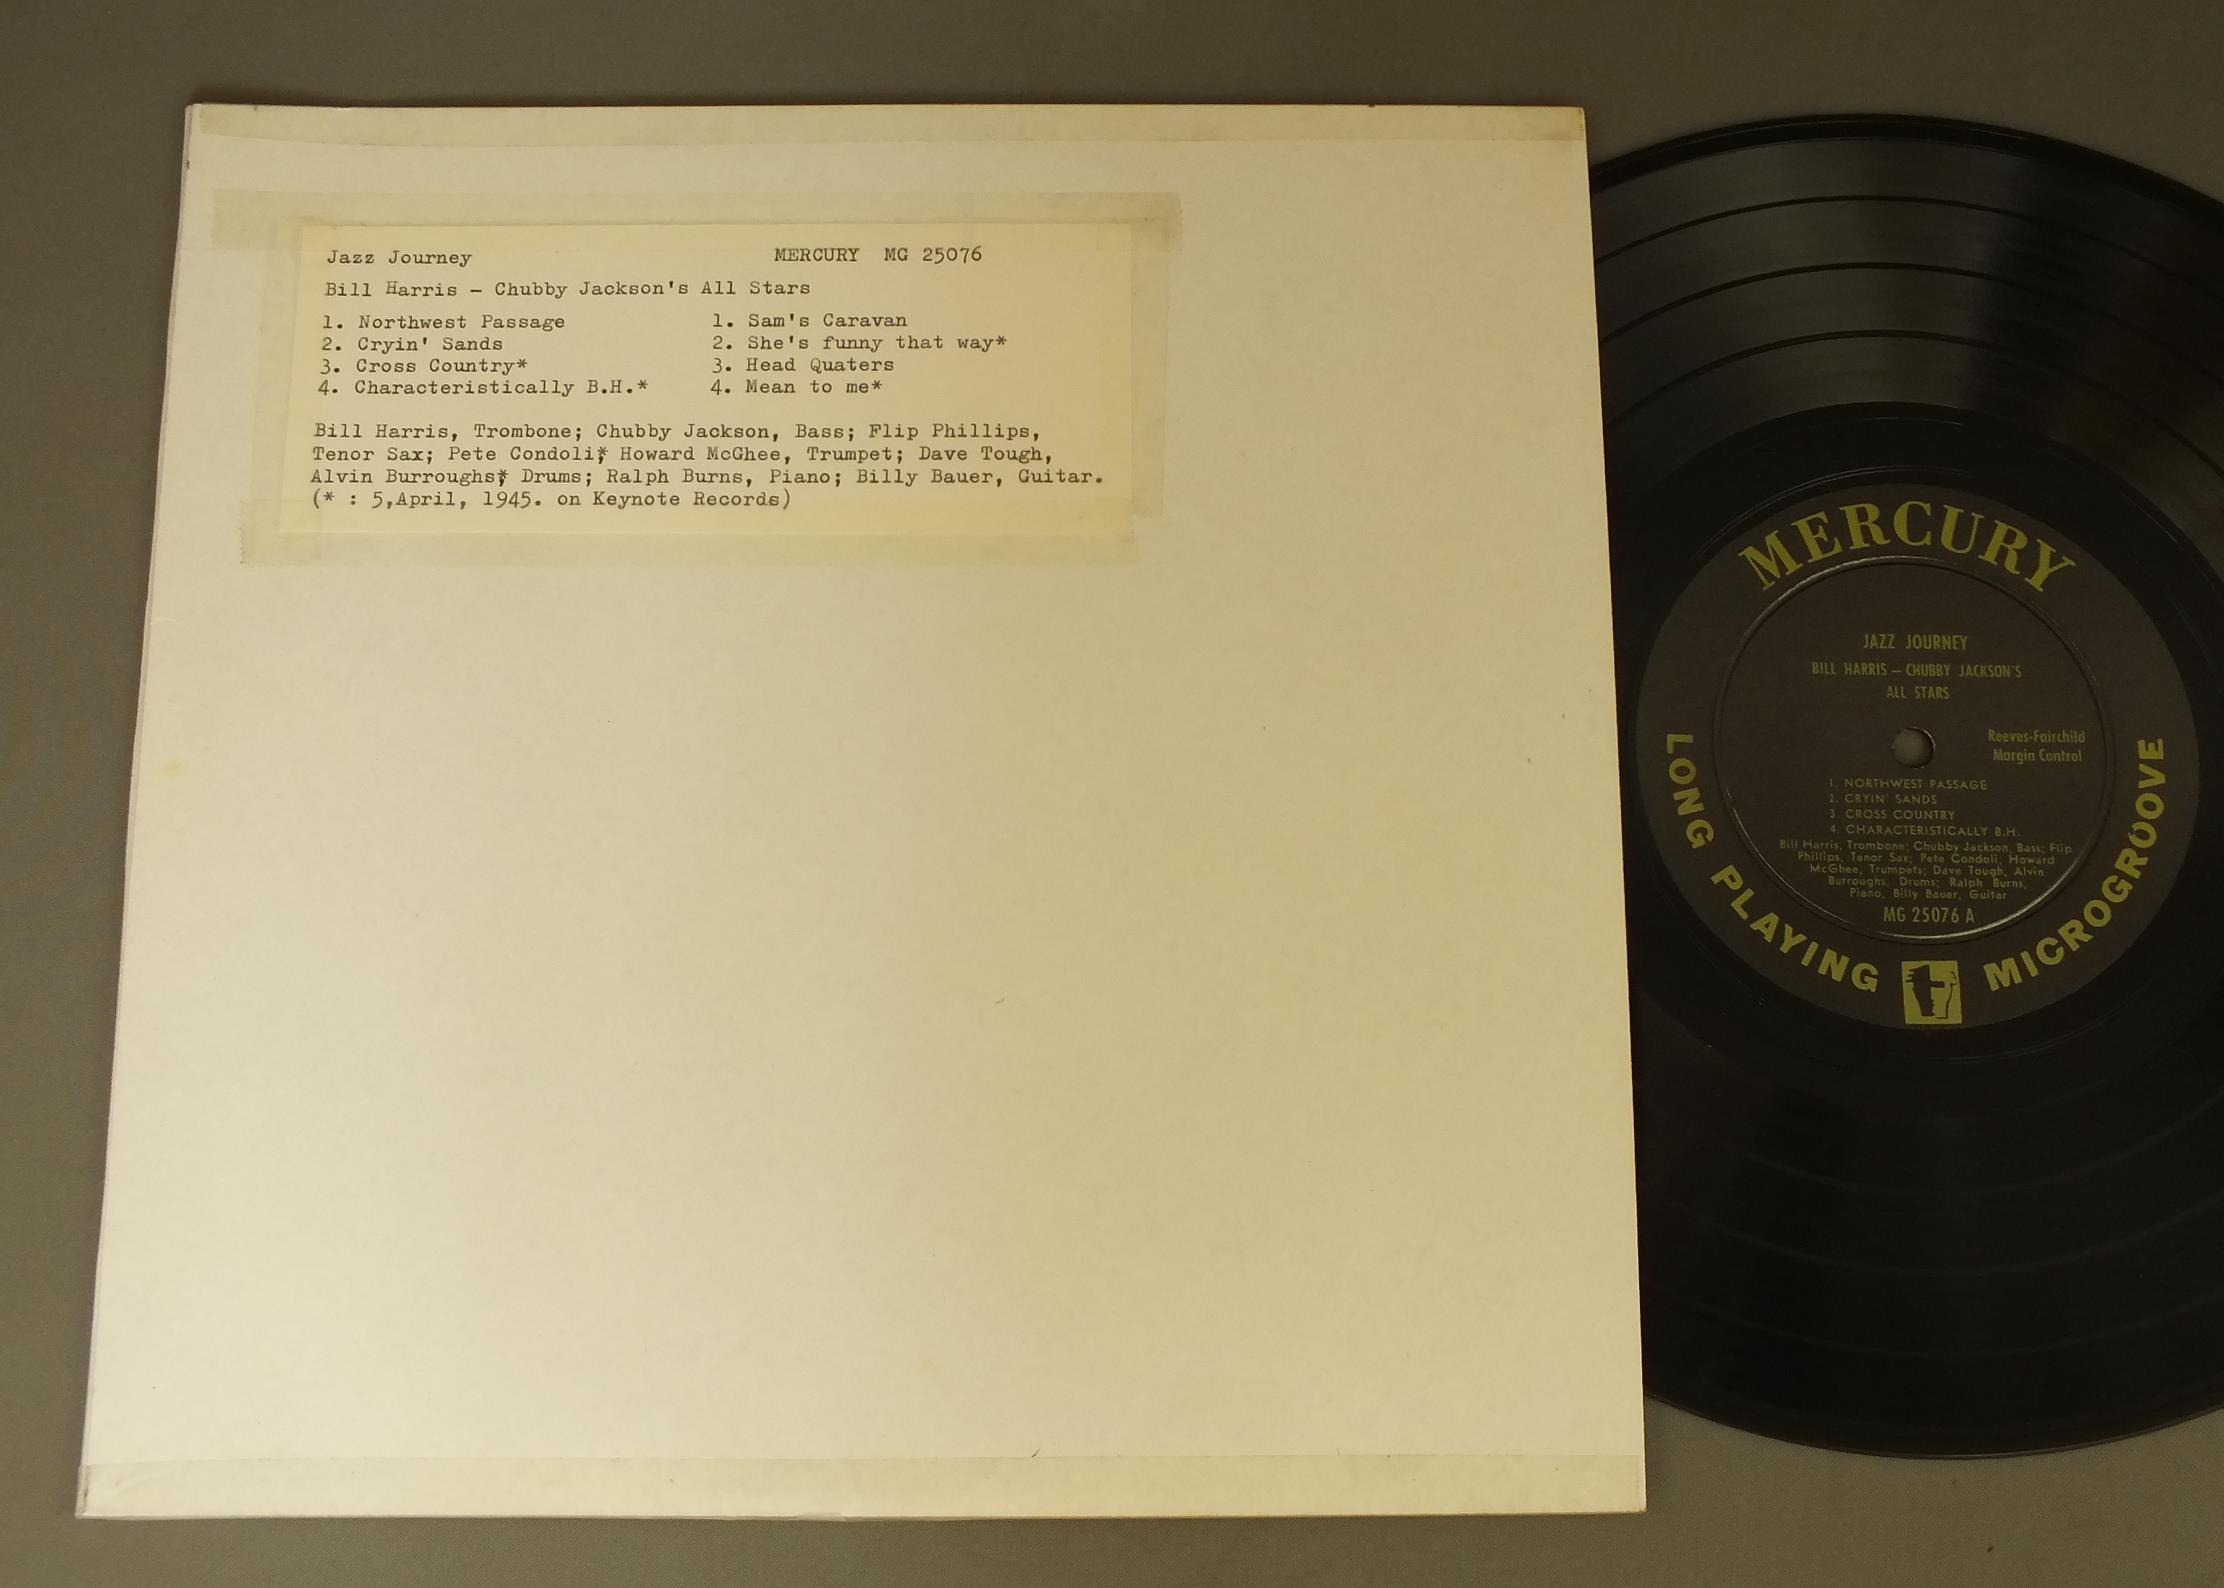 Jazz Journey MERCURY MG 25076
Bill Harris - Chubby Jackson's All Stars
1. Northwest Passage 1. Sam's Caravan
2. Cryin' Sands 2. She's funny that way*
3. Cross Country* 3. Head Quaters
4. Characteristically B.H.* 4. Mean to me*
Bill Harris, Trombone; Chubby Jackson, Bass; Flip Phillips,
Tenor Sax; Pete Condoli;* Howard McGhee, Trumpet; Dave Tough,
Alvin Burroughs;* Drums; Ralph Burns, Piano; Billy Bauer, Guitar.
(* : 5,April, 1945. on Keynote Records)
MERCURY
JAZZ JOURNEY
BILL HARRIS — CHUBBY JACKSON'S
ALL STARS
Reeves-Fairchild
Margin Control
1. NORTHWEST PASSAGE
2. CRYIN' SANDS
3. CROSS COUNTRY
4. CHARACTERISTICALLY B.H.
Bill Harris, Trombone; Chubby Jackson, Bass; Flip
Phillips, Tenor Sax; Pete Condoli, Howard
McGhee, Trumpets; Dave Tough, Alvin
Burroughs, Drums; Ralph Burns,
Piano, Billy Bauer, Guitar
MG 25076 A
LONG PLAYING MICROGROOVE